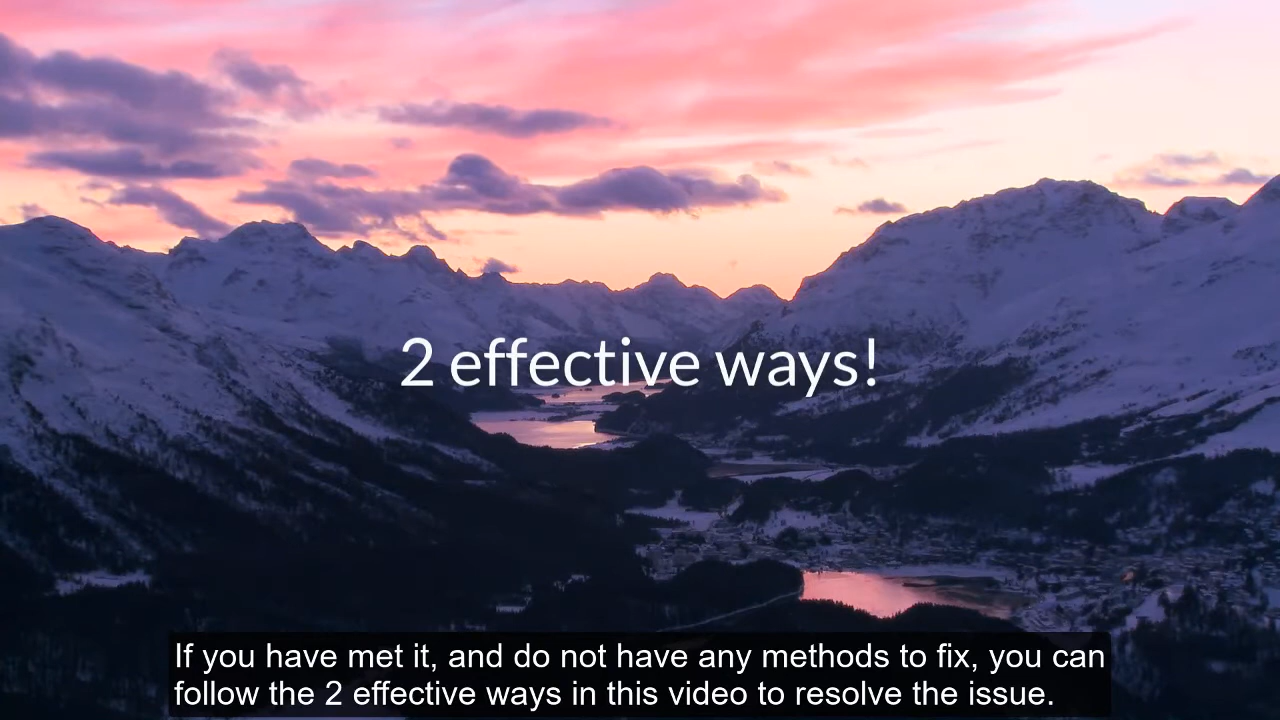 2 effective ways!
If you have met it, and do not have any methods to fix, you can
follow the 2 effective ways in this video to resolve the issue.